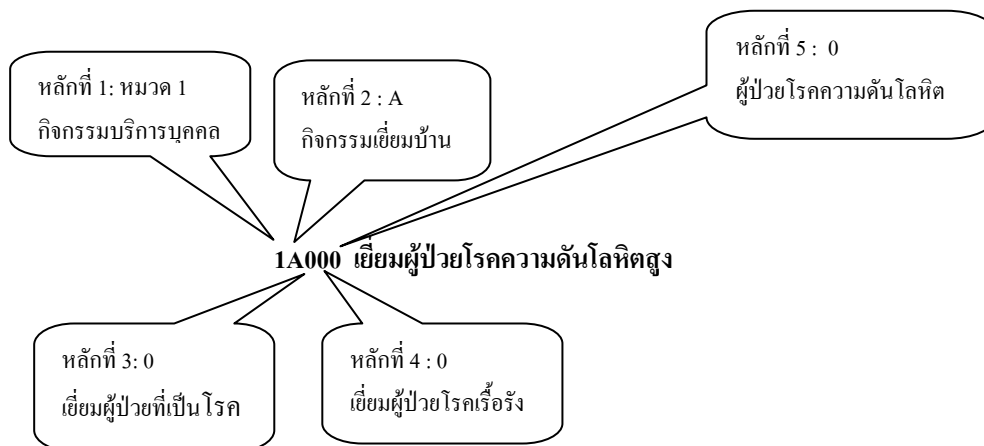 หลักที่ 1: หมวด 1
กิจกรรมบริการบุคคล
หลักที่ 2 : A
กิจกรรมเยี่ยมบ้าน
หลักที่ 5 : 0
ผู้ป่วยโรคความดันโลหิต
1A000 เยี่ยมผู้ป่วยโรคความดันโลหิตสูง
หลักที่ 3: 0
เยี่ยมผู้ป่วยที่เป็นโรค
หลักที่ 4 : 0
เยี่ยมผู้ป่วยโรคเรื้อรัง